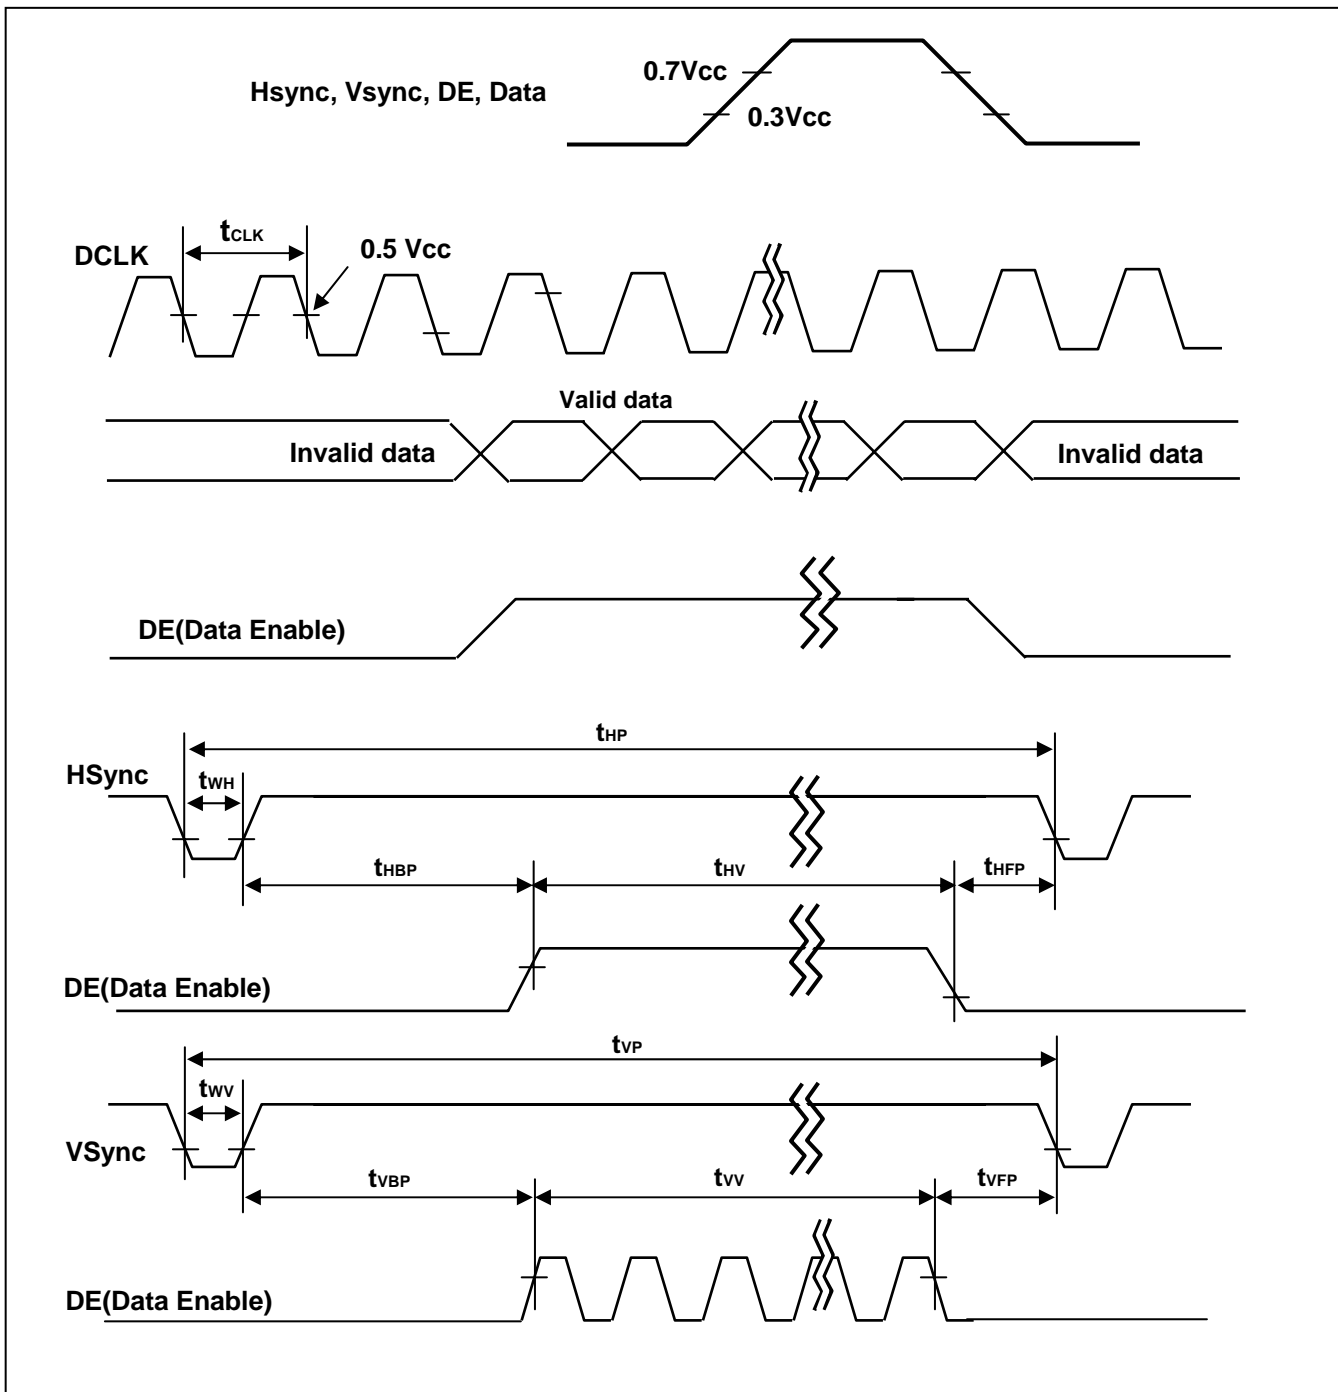 0.7Vcc
Hsync, Vsync, DE, Data
0.3Vcc
tCLK
DCLK
0.5 Vcc
Valid data
Invalid data
Invalid data
DE(Data Enable)
tHP
HSync
tWH
tHBP
tHV
tHFP
DE(Data Enable)
tVP
tWV
VSync
tVBP
tVV
tVFP
DE(Data Enable)